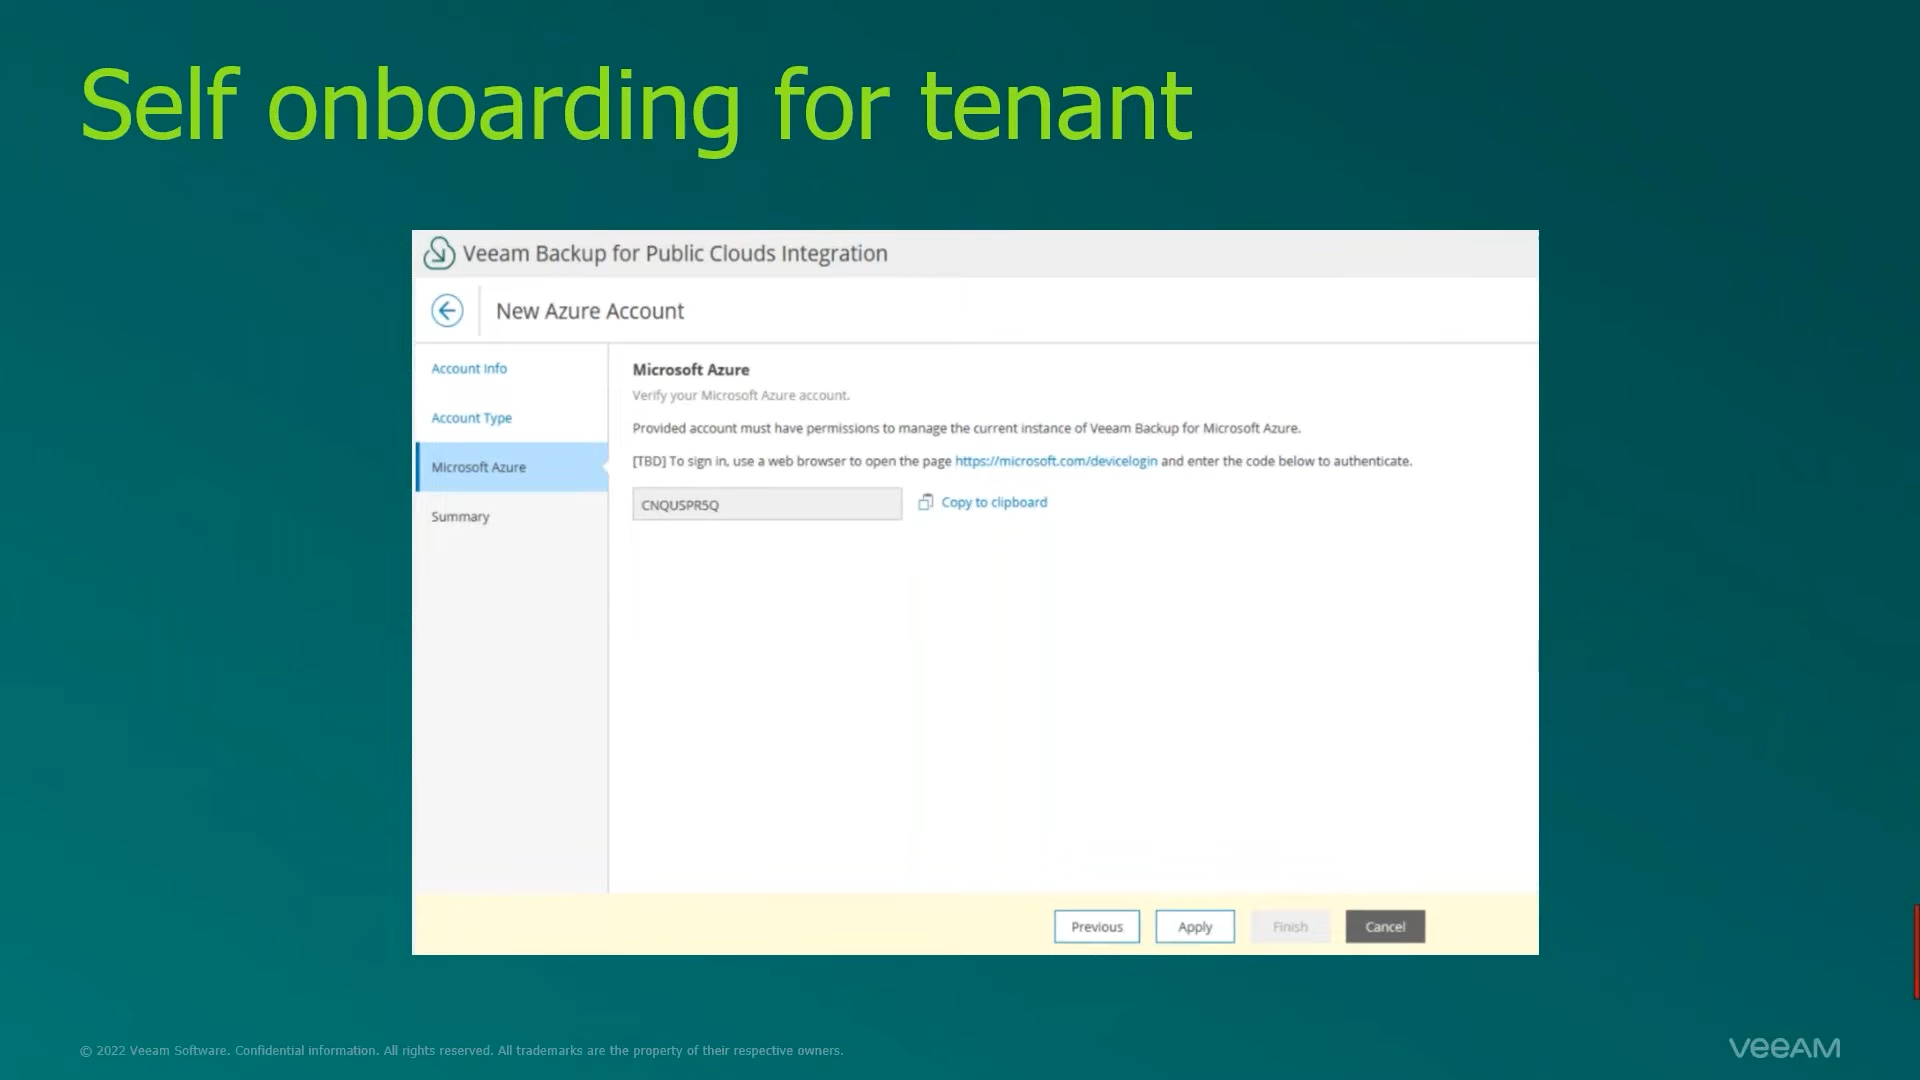 Self onboarding for tenant
Veeam Backup for Public Clouds Integration
New Azure Account
Account Info
Account Type
Microsoft Azure
Summary
Microsoft Azure
Verify your Microsoft Azure account.
Provided account must have permissions to manage the current instance of Veeam Backup for Microsoft Azure.
[TBD] To sign in, use a web browser to open the page https://microsoft.com/devicelogin and enter the code below to authenticate.
CNQUSPR5Q
Copy to clipboard
Previous
Apply
Finish
Cancel
© 2022 Veeam Software. Confidential information. All rights reserved. All trademarks are the property of their respective owners.
veeAM